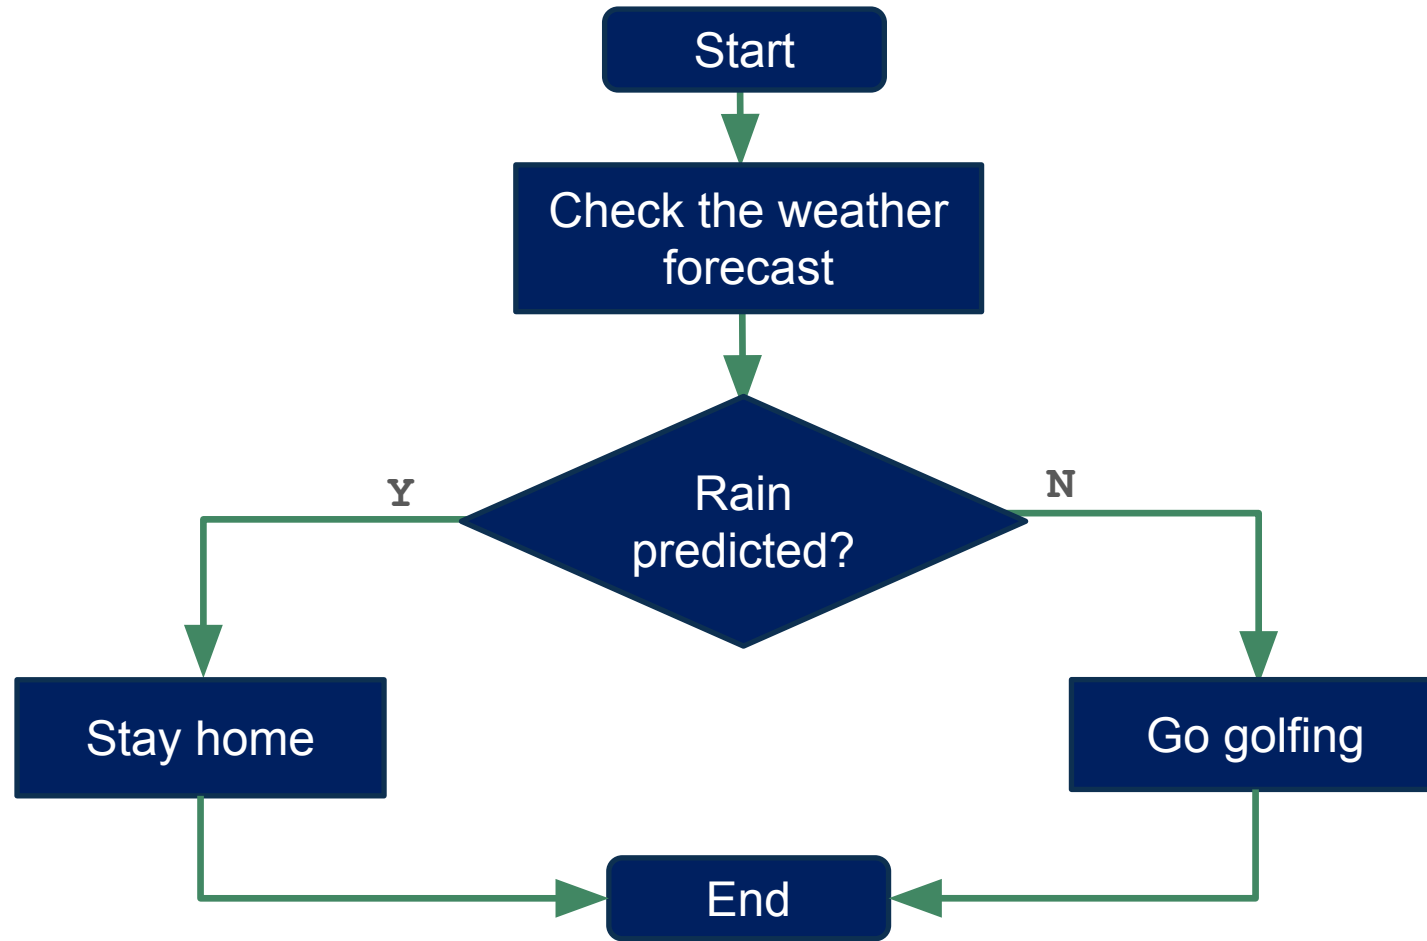 Start
Check the weather
forecast
Rain
predicted?
Y
N
Stay home
Go golfing
End